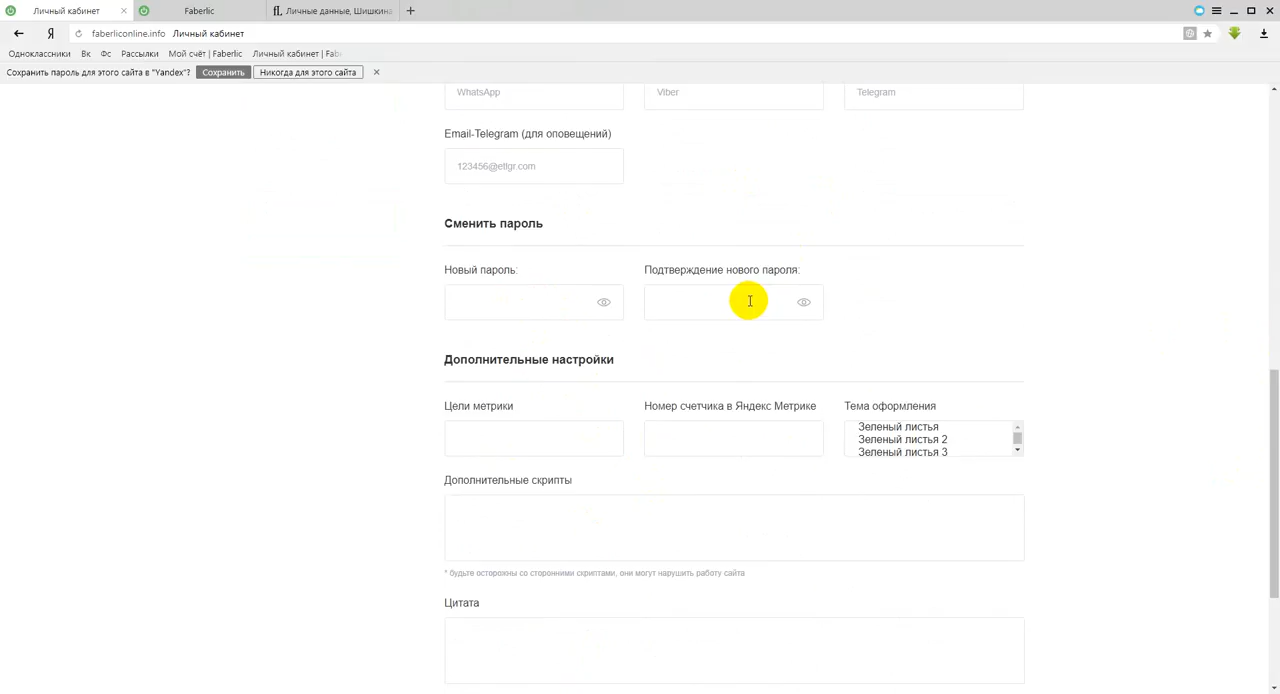 Личный кабинет
Faberlic
fl. Личные данные, Шишкина
Я faberliconline.info Личный кабинет
Одноклассники Вк Фс Рассылки Мой счёт | Faberlic Личный кабинет | Fab
Сохранить пароль для этого сайта в "Yandex"? Сохранить Никогда для этого сайта
WhatsApp Viber Telegram
Email-Telegram (для оповещений)
123456@etlgr.com
Сменить пароль
Новый пароль: Подтверждение нового пароля:
Дополнительные настройки
Цели метрики Номер счетчика в Яндекс Метрике Тема оформления
Зеленый листья
Зеленый листья 2
Зеленый листья 3
Дополнительные скрипты
* будьте осторожны со сторонними скриптами, они могут нарушить работу сайта
Цитата